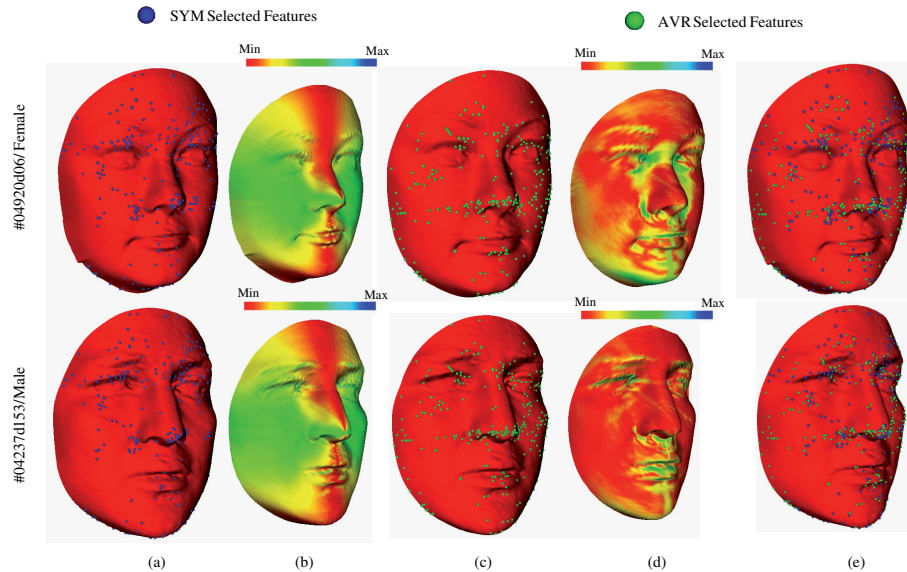 SYM Selected Features
AVR Selected Features
Min Max
Min Max
#04920d06/ Female
Min Max
Min Max
#04237d153/Male
(a) (b) (c) (d) (e)